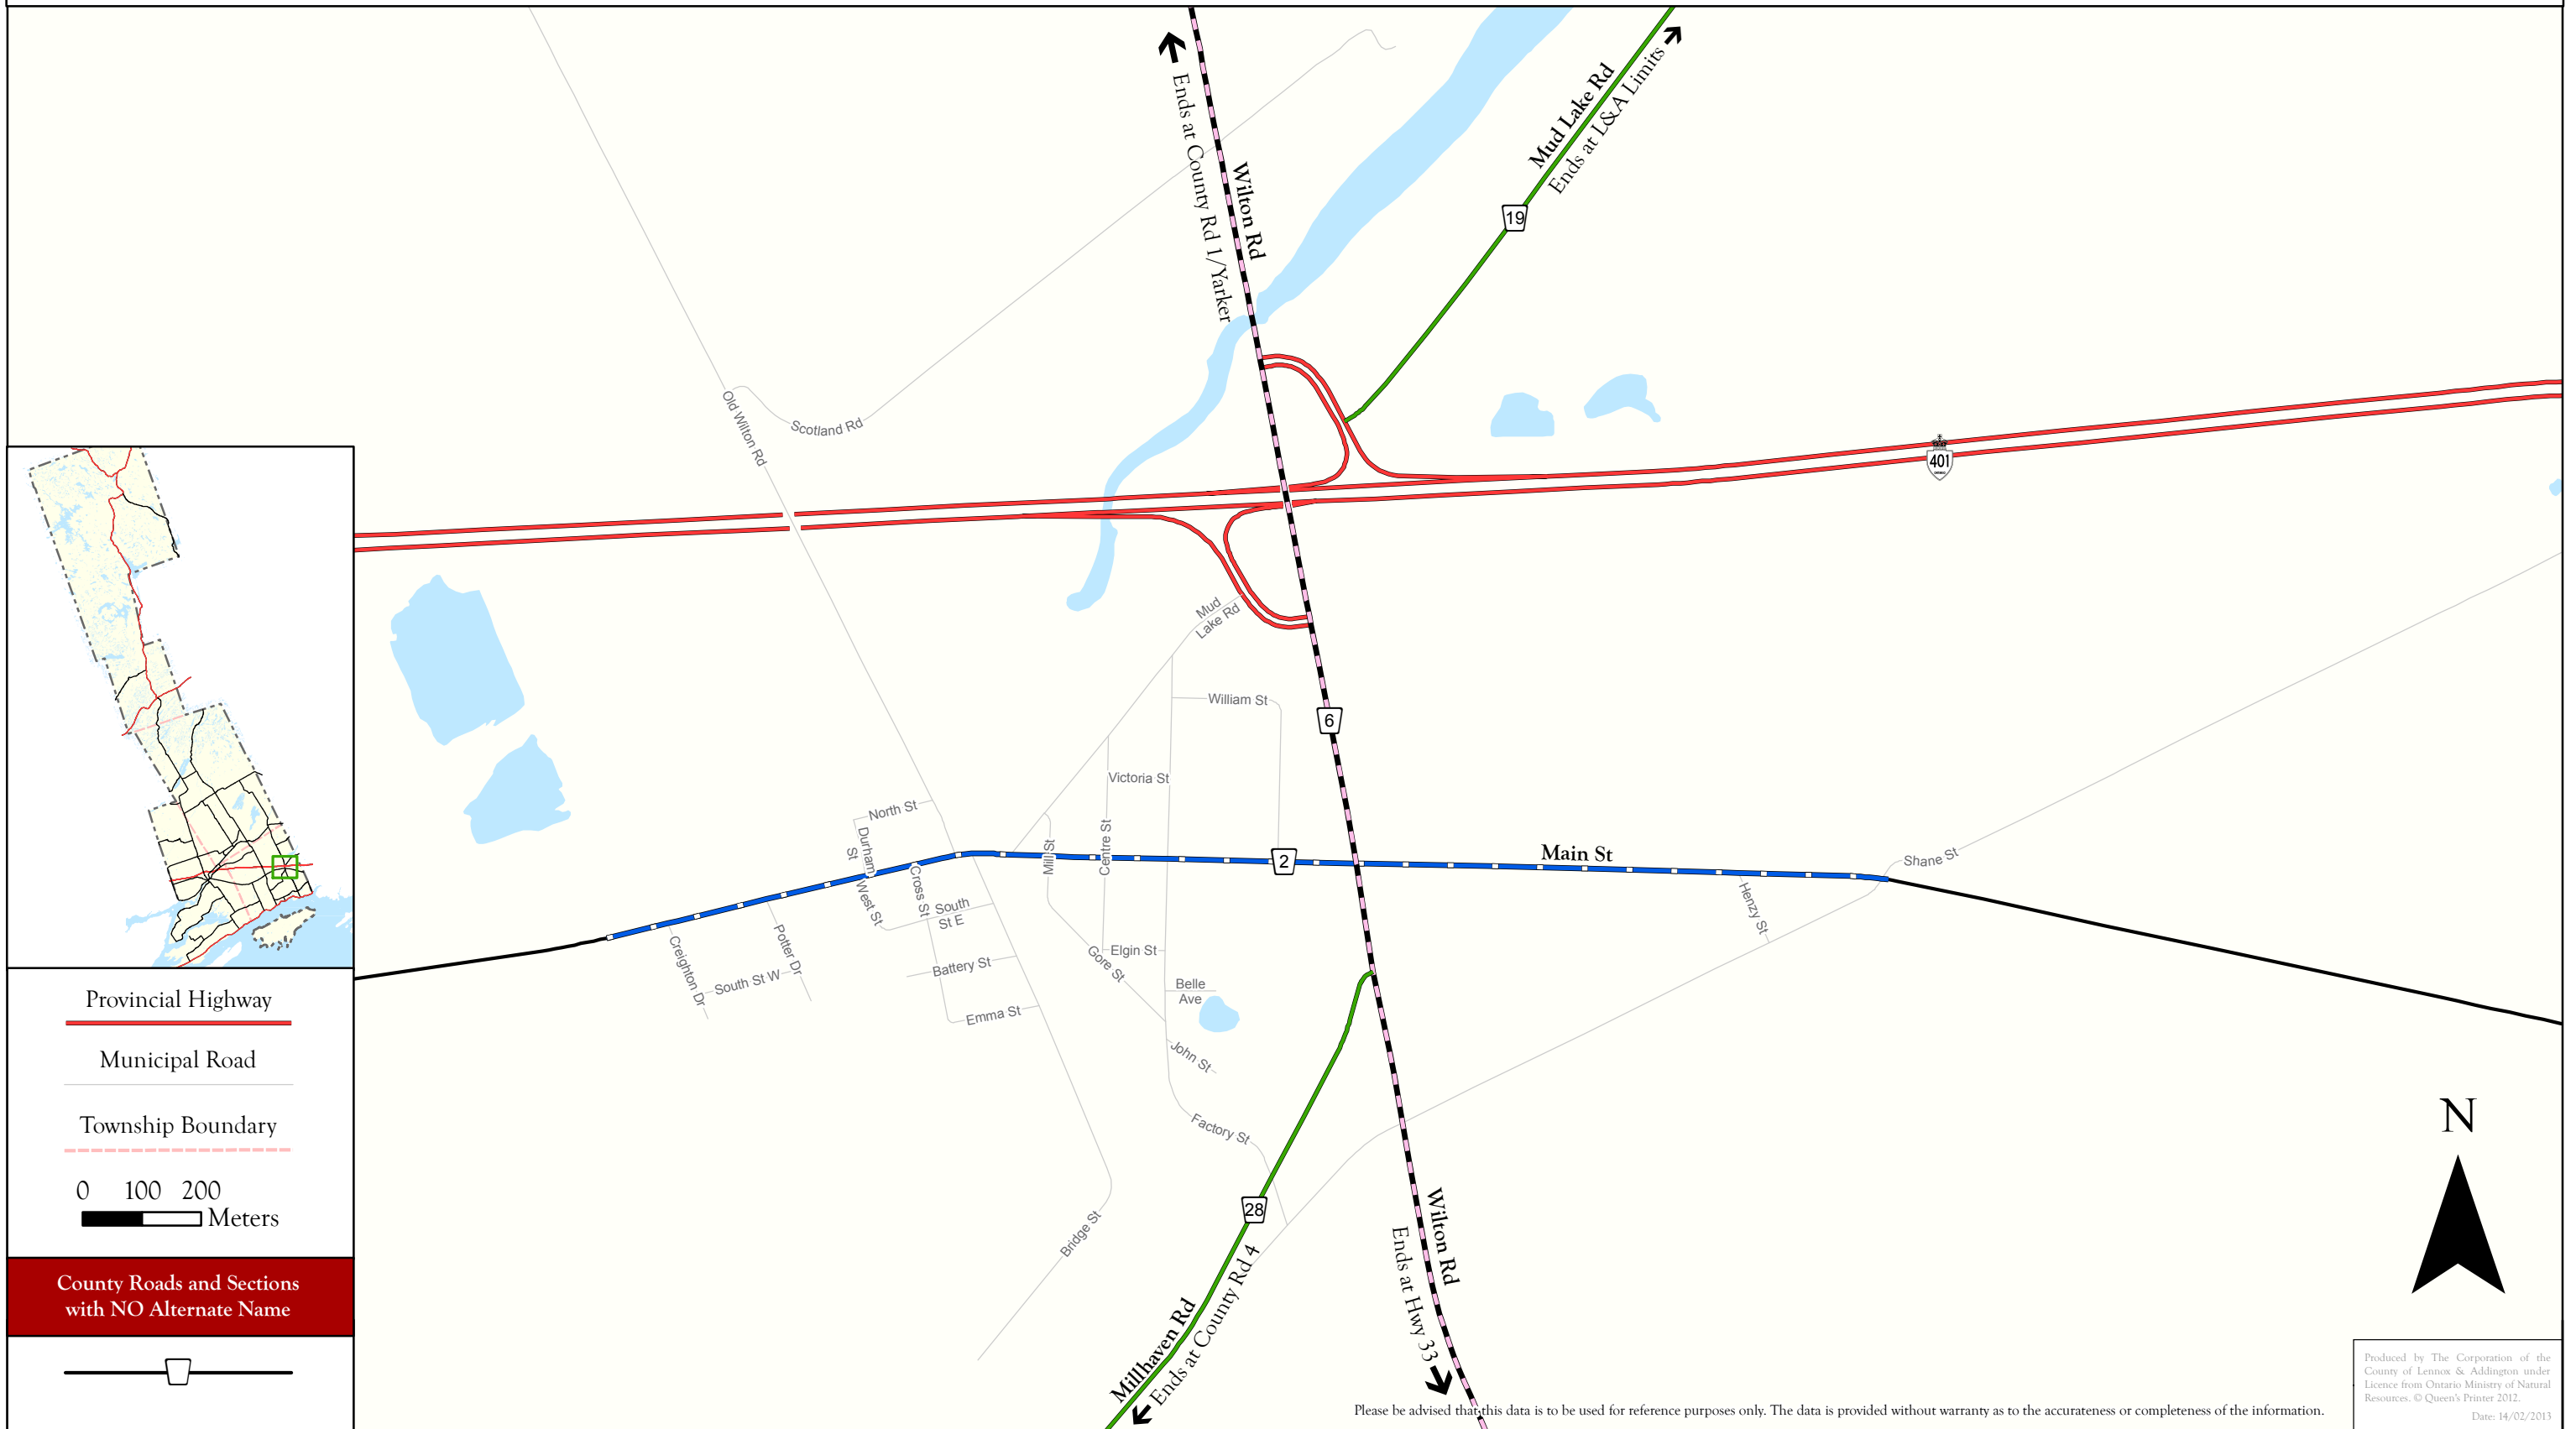 Ends at County Rd 1/Yarker
Wilton Rd
Mud Lake Rd
Ends at L&A Limits
19
Old Wilton Rd
Scotland Rd
401
Mud
Lake Rd
William St
6
Victoria St
North St
Durham
St
Mill St
Centre St
2
Main St
Shane St
West St
Cross St
South
St E
Henzy St
Creighton Dr
Potter Dr
South St W
Battery St
Gore St
Elgin St
Belle
Ave
Emma St
John St
Factory St
28
Bridge St
Millhaven Rd
Ends at County Rd 4
Wilton Rd
Ends at Hwy 33
N
Provincial Highway
Municipal Road
Township Boundary
0 100 200
Meters
County Roads and Sections
with NO Alternate Name
Please be advised that this data is to be used for reference purposes only. The data is provided without warranty as to the accurateness or completeness of the information.
Produced by The Corporation of the
County of Lennox & Addington under
Licence from Ontario Ministry of Natural
Resources. © Queen's Printer 2012.
Date: 14/02/2013